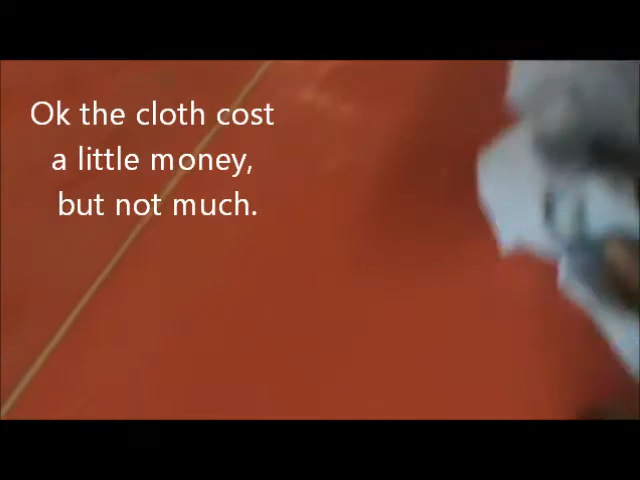 Ok the cloth cost
a little money,
but not much.